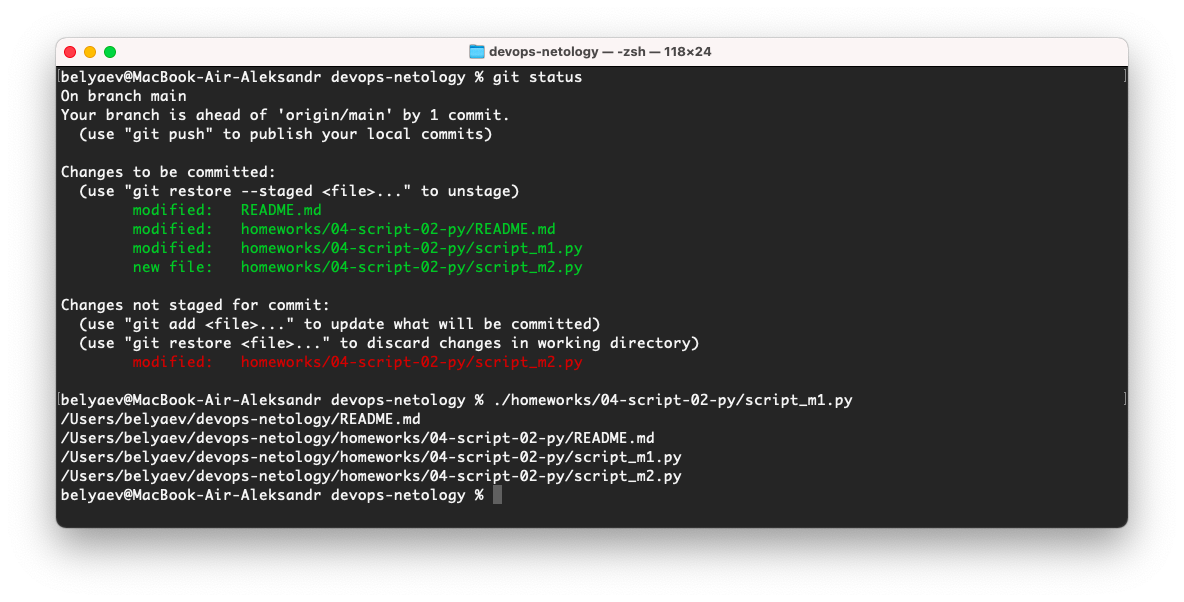 devops-netology — -zsh — 118×24
[belyaev@MacBook-Air-Aleksandr devops-netology % git status ]
On branch main
Your branch is ahead of 'origin/main' by 1 commit.
  (use "git push" to publish your local commits)

Changes to be committed:
  (use "git restore --staged <file>..." to unstage)
        modified:   README.md
        modified:   homeworks/04-script-02-py/README.md
        modified:   homeworks/04-script-02-py/script_m1.py
        new file:   homeworks/04-script-02-py/script_m2.py

Changes not staged for commit:
  (use "git add <file>..." to update what will be committed)
  (use "git restore <file>..." to discard changes in working directory)
        modified:   homeworks/04-script-02-py/script_m2.py

[belyaev@MacBook-Air-Aleksandr devops-netology % ./homeworks/04-script-02-py/script_m1.py ]
/Users/belyaev/devops-netology/README.md
/Users/belyaev/devops-netology/homeworks/04-script-02-py/README.md
/Users/belyaev/devops-netology/homeworks/04-script-02-py/script_m1.py
/Users/belyaev/devops-netology/homeworks/04-script-02-py/script_m2.py
belyaev@MacBook-Air-Aleksandr devops-netology %